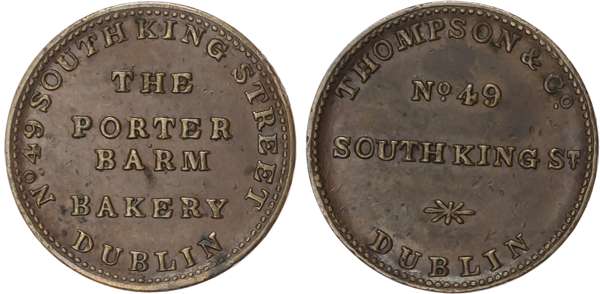 No 49 SOUTH KING STREET
THE
PORTER
BARM
BAKERY
DUBLIN
THOMPSON & Co.
No 49
SOUTH KING ST
DUBLIN